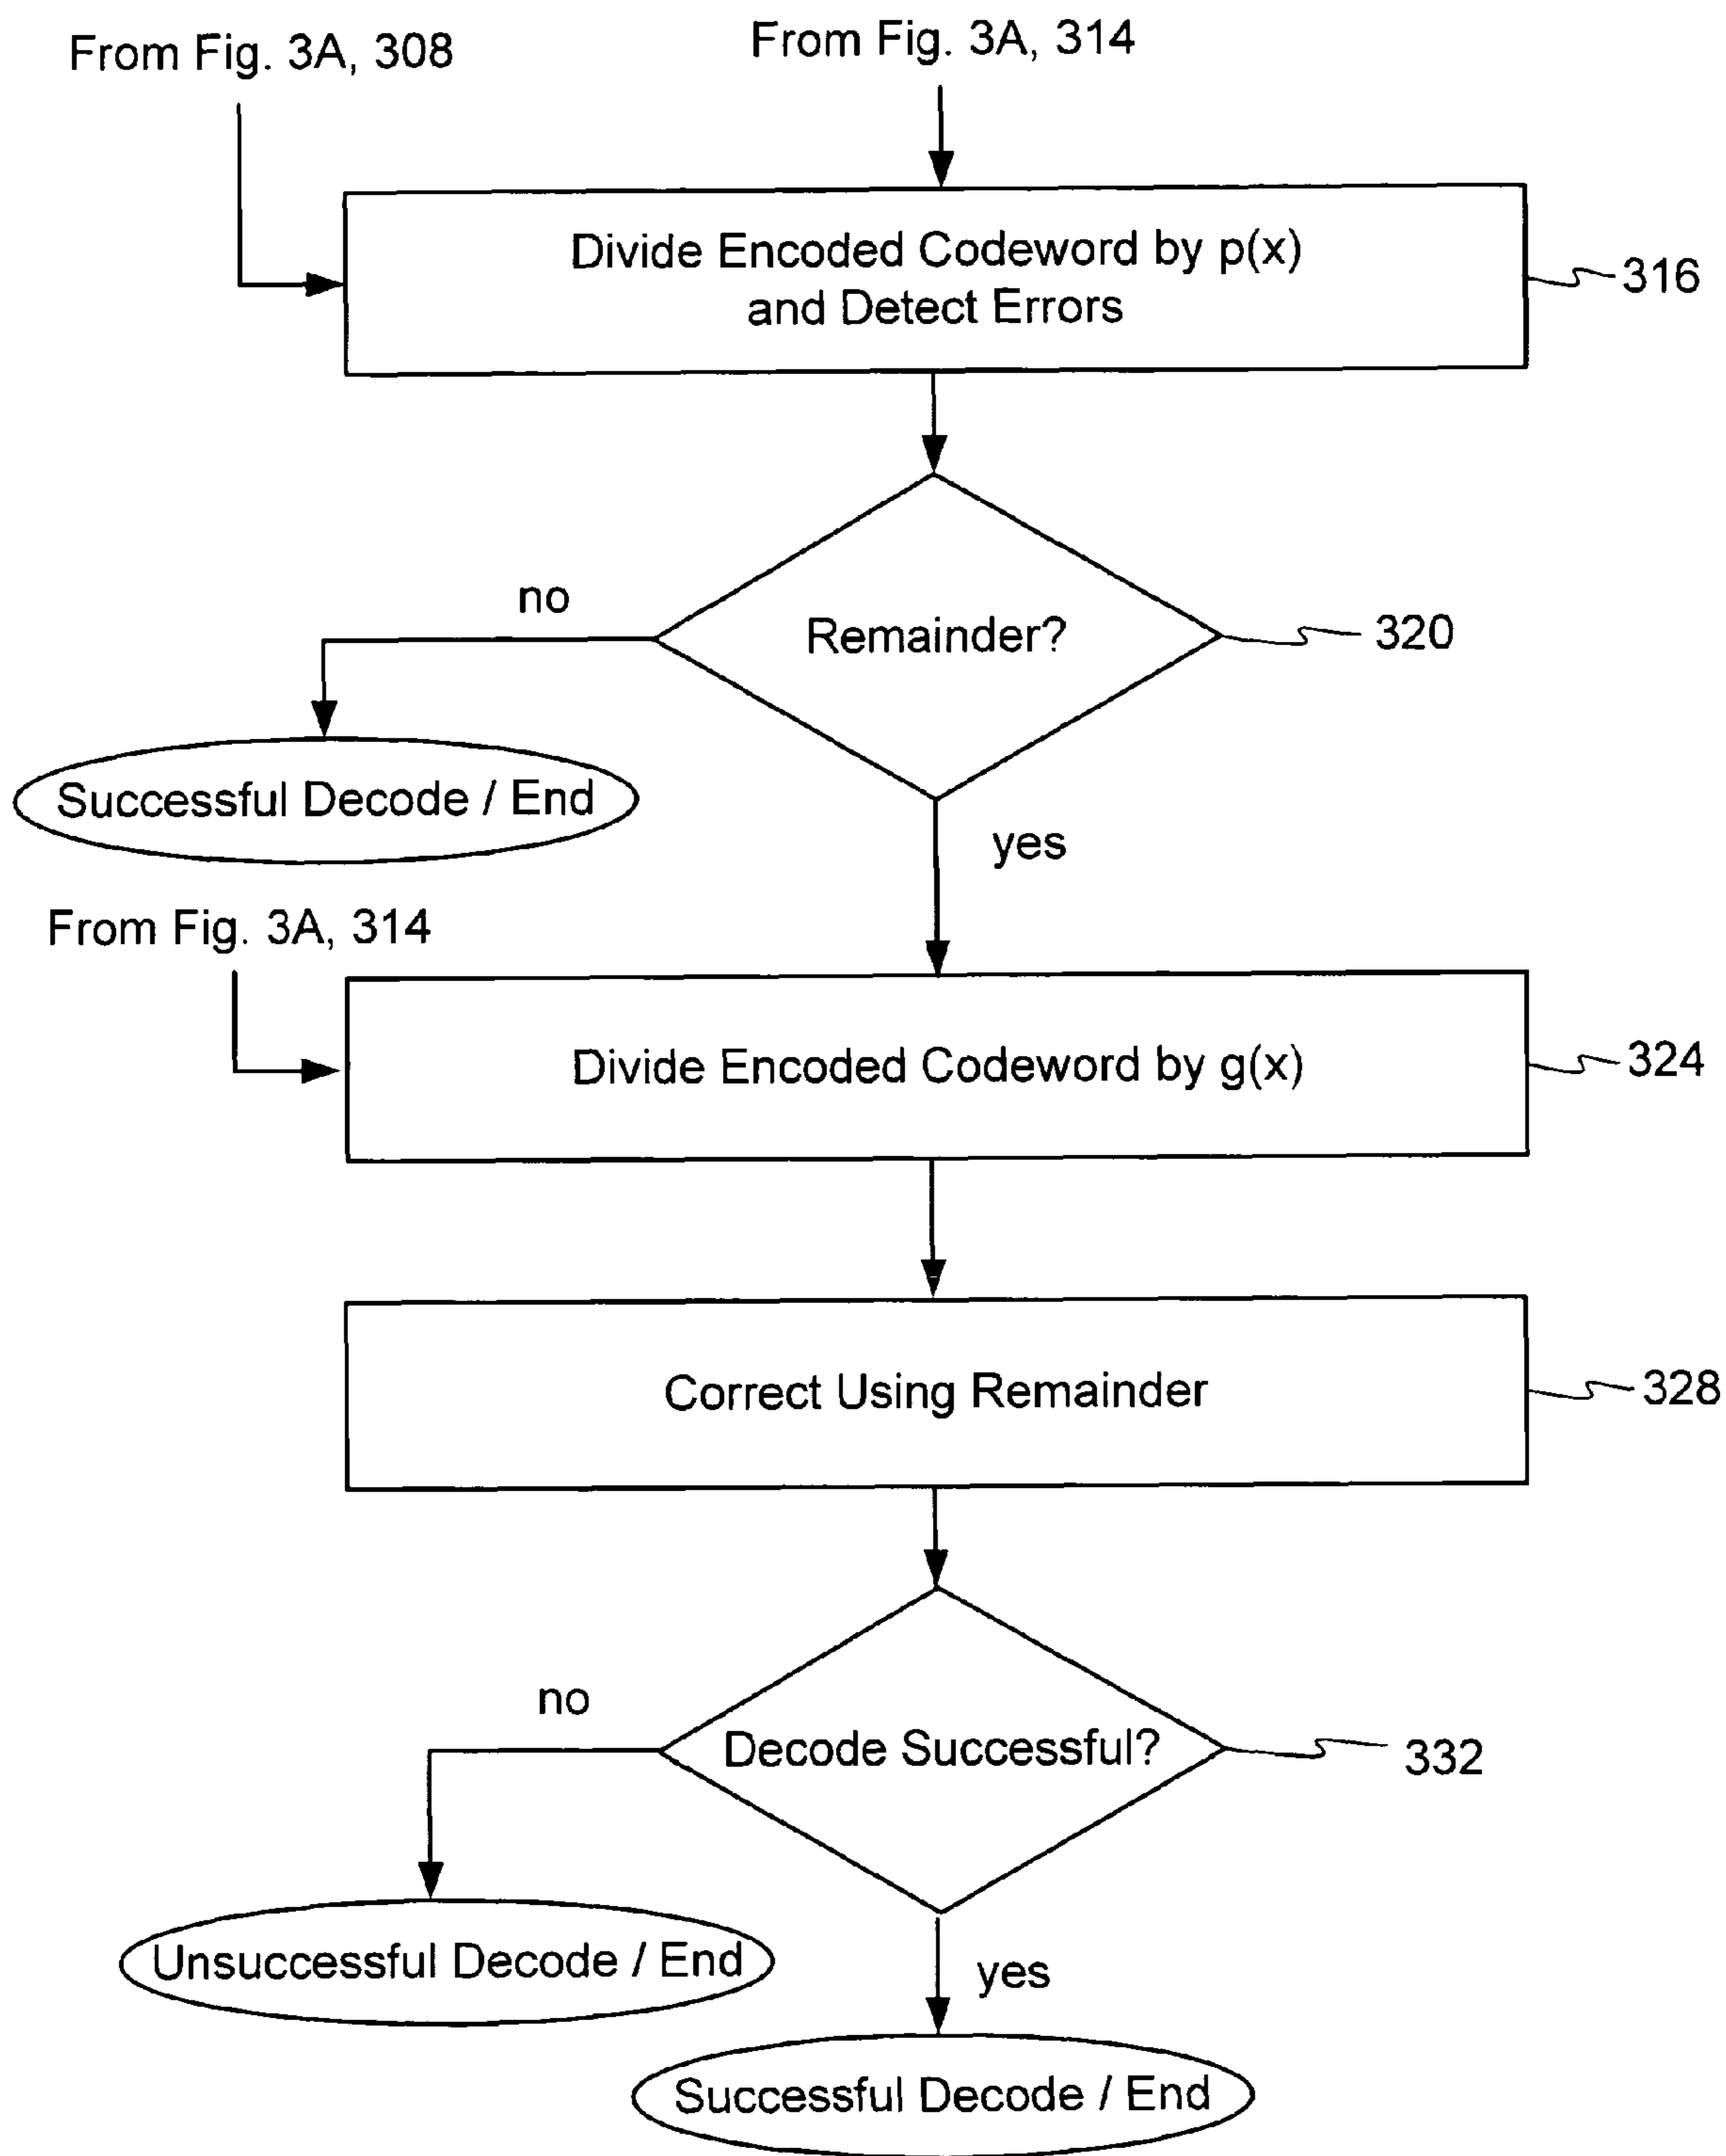 From Fig. 3A, 308
From Fig. 3A, 314
Divide Encoded Codeword by p(x)
and Detect Errors
316
Remainder?
320
no
Successful Decode / End
yes
From Fig. 3A, 314
Divide Encoded Codeword by g(x)
324
Correct Using Remainder
328
Decode Successful?
332
no
Unsuccessful Decode / End
yes
Successful Decode / End